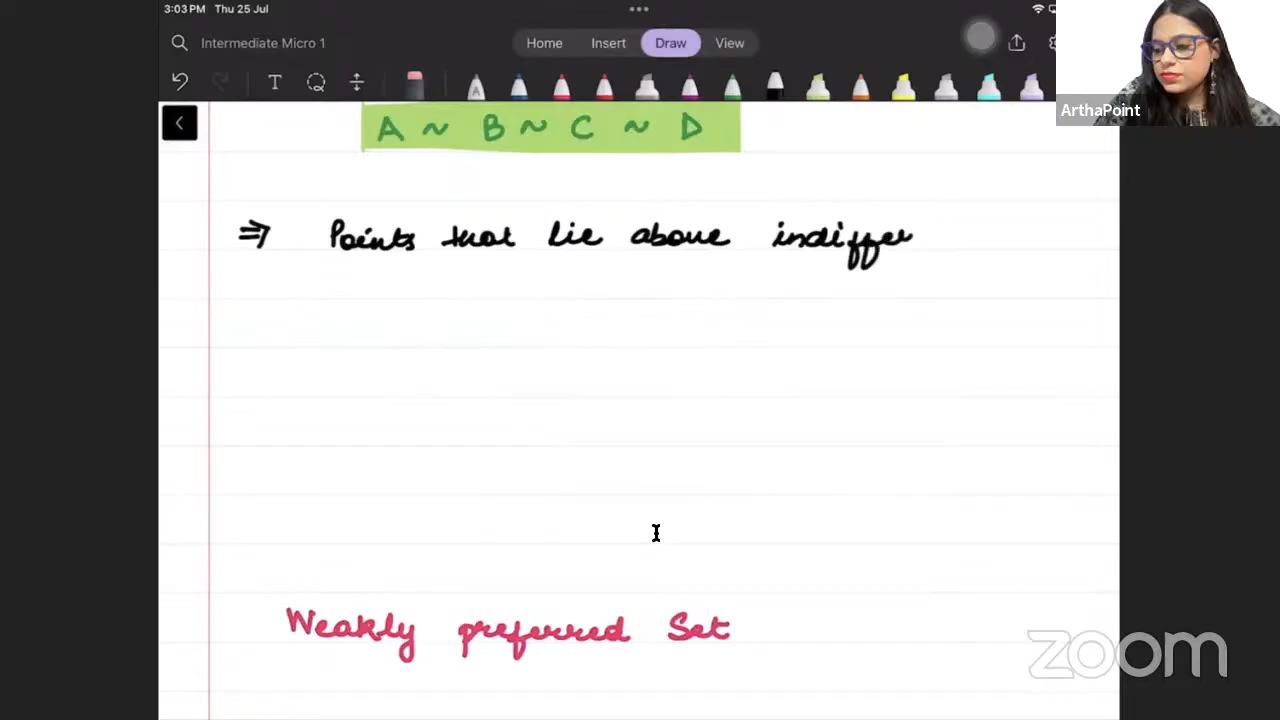 3:03 PM Thu 25 Jul
Intermediate Micro 1
Home Insert Draw View
T A
ArthaPoint
A ~ B ~ C ~ D
⇒ Points that lie above indiffer
Weakly preferred Set
zoom